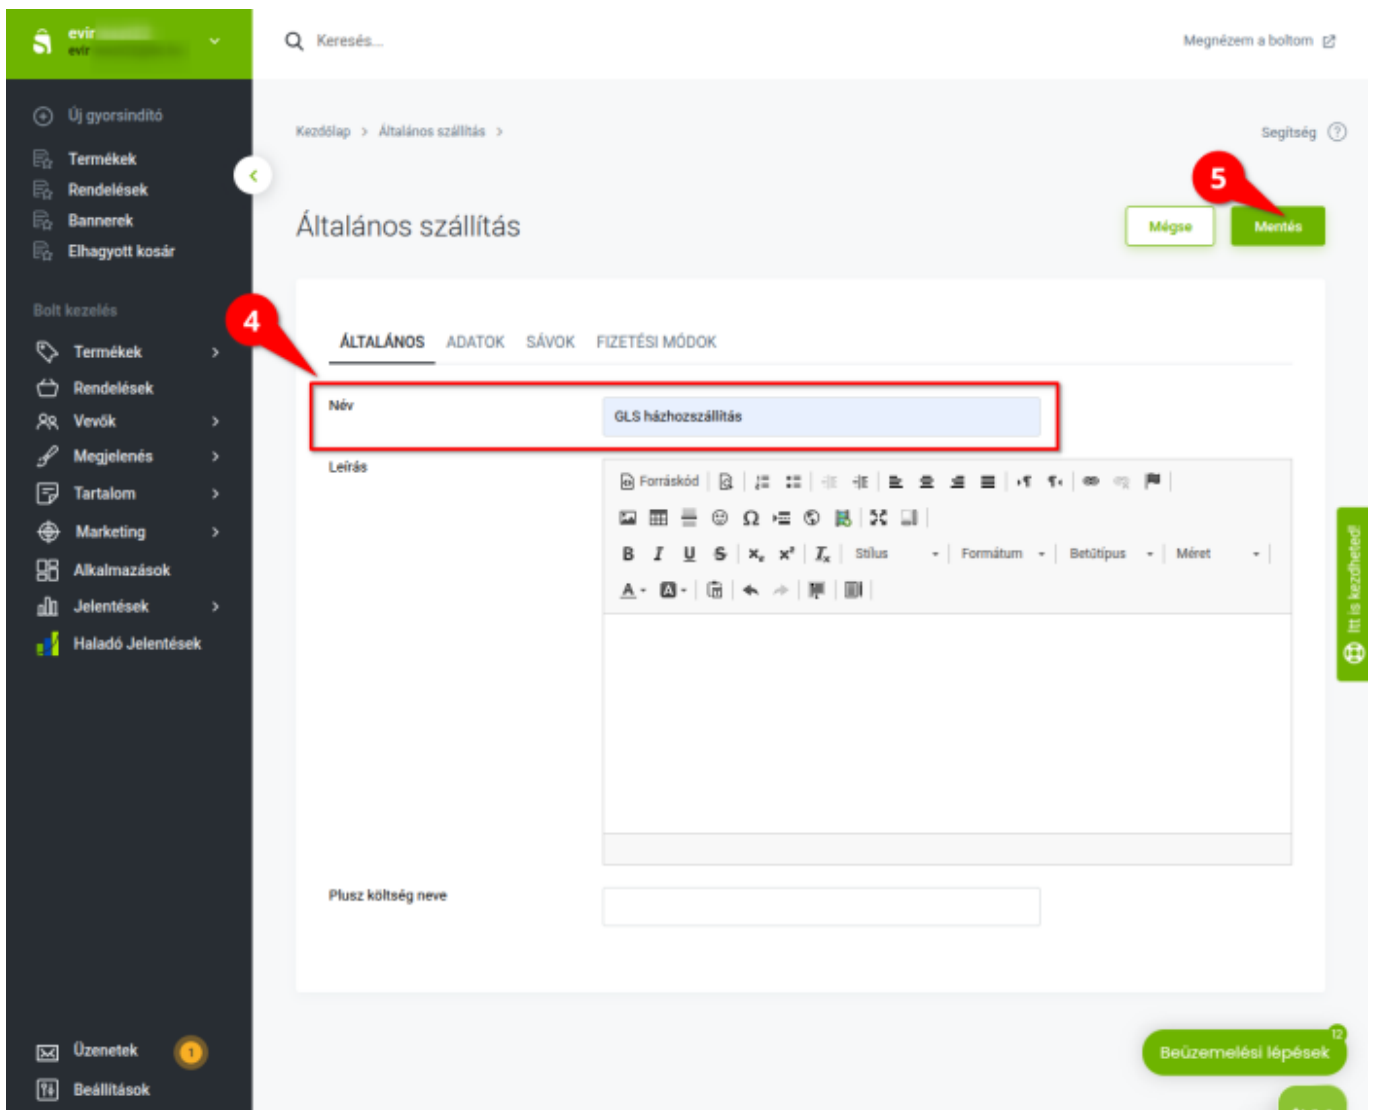 evir
evir
Keresés...
Megnézem a boltom
Új gyorsindító
Termékek
Rendelések
Bannerek
Elhagyott kosár
Kezdőlap > Általános szállítás >
Segítség ?
5
Általános szállítás
Mégse
Mentés
Bolt kezelés
4
Termékek
Rendelések
Vevők
Megjelenés
Tartalom
Marketing
Alkalmazások
Jelentések
Haladó Jelentések
ÁLTALÁNOS ADATOK SÁVOK FIZETÉSI MÓDOK
Név
GLS házhozszállítás
Leírás
Forráskód
Ω
B I U S x₂ x² Tx Stílus Formátum Betűtípus Méret
A A
Itt is kezdheted!
Plusz költség neve
Üzenetek 1
Beállítások
12
Beüzemelési lépések